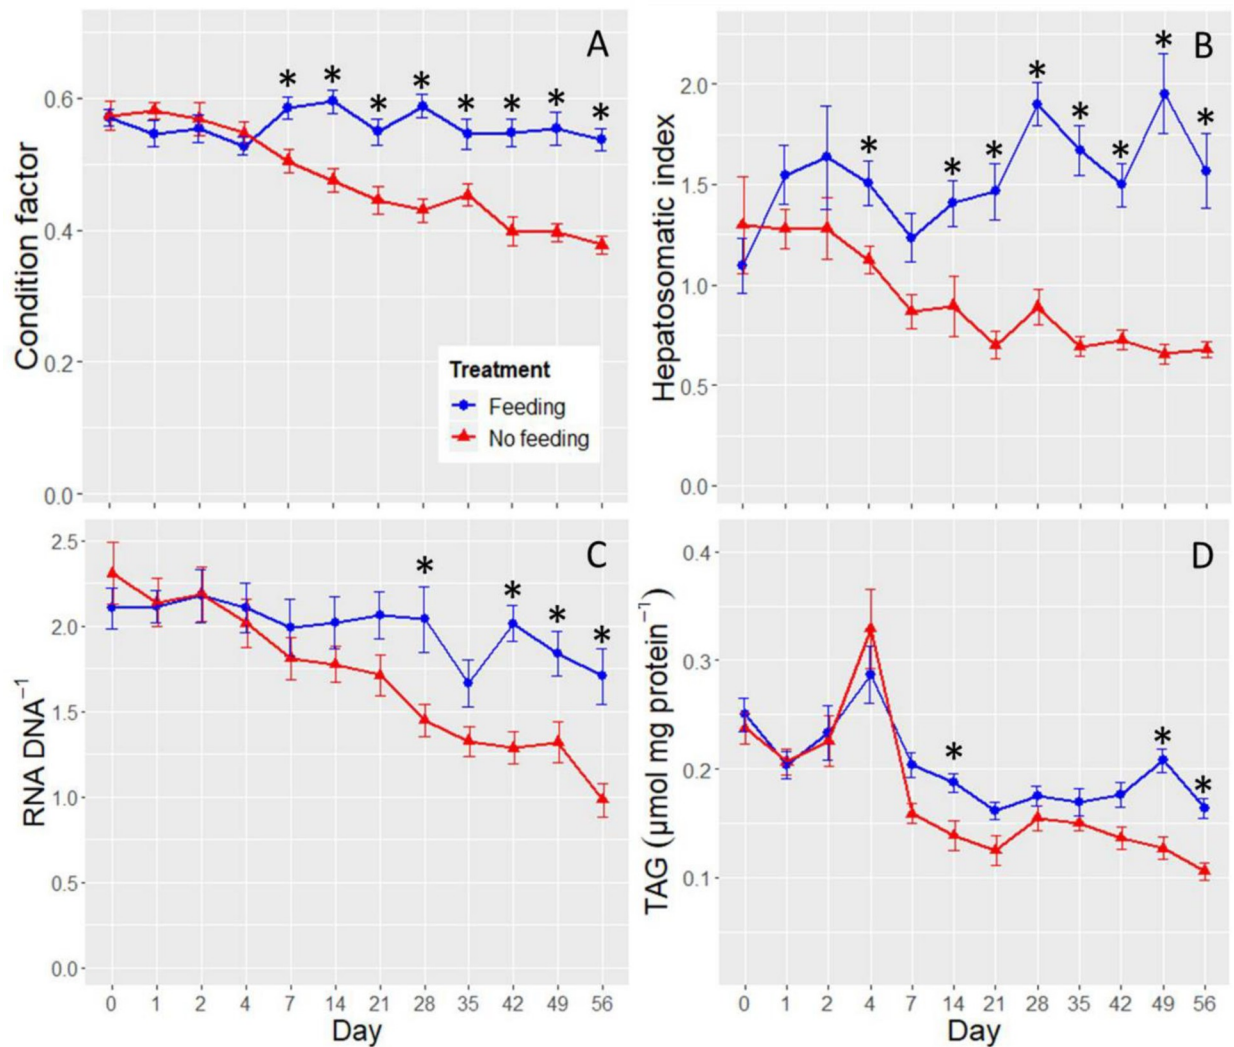 A
* * * * * * * *
0.6
0.4
0.2
0.0
Condition factor
Treatment
Feeding
No feeding
B
* * * * * * * *
2.0
1.5
1.0
0.5
0.0
Hepatosomatic index
C
* * * *
2.5
2.0
1.5
1.0
0.5
0.0
RNA DNA⁻¹
0 1 2 4 7 14 21 28 35 42 49 56
Day
D
* * *
0.4
0.3
0.2
0.1
TAG (µmol mg protein⁻¹)
0 1 2 4 7 14 21 28 35 42 49 56
Day